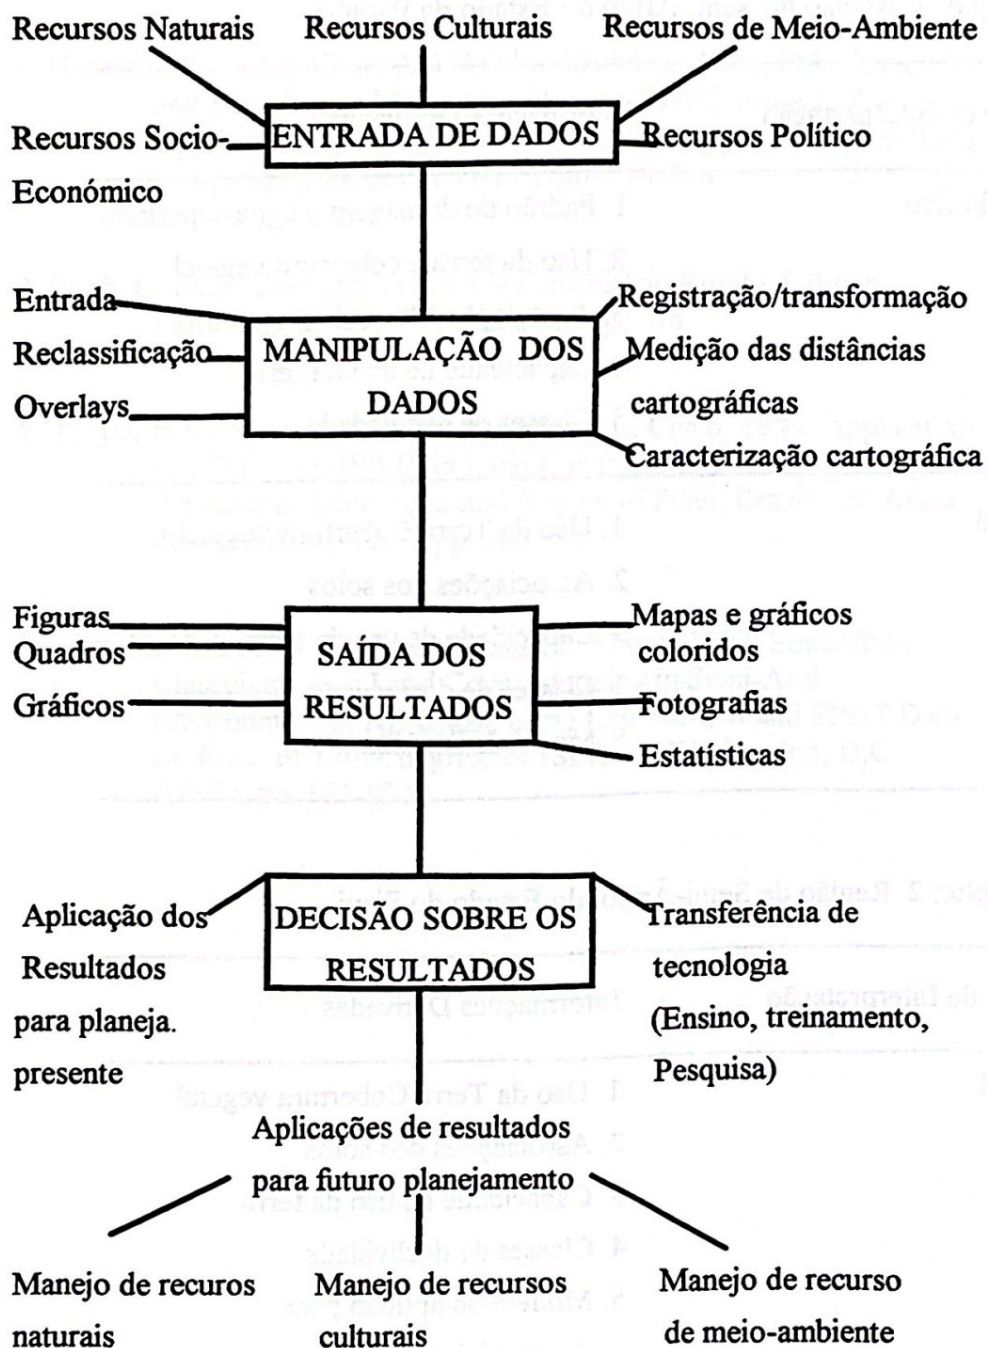 Recursos Naturais Recursos Culturais Recursos de Meio-Ambiente
Recursos Socio-
Económico
ENTRADA DE DADOS
Recursos Político
Entrada
Reclassificação
Overlays
MANIPULAÇÃO DOS
DADOS
Registração/transformação
Medição das distâncias
cartográficas
Caracterização cartográfica
Figuras
Quadros
Gráficos
SAÍDA DOS
RESULTADOS
Mapas e gráficos
coloridos
Fotografias
Estatísticas
Aplicação dos
Resultados
para planeja.
presente
DECISÃO SOBRE OS
RESULTADOS
Transferência de
tecnologia
(Ensino, treinamento,
Pesquisa)
Aplicações de resultados
para futuro planejamento
Manejo de recuros
naturais
Manejo de recursos
culturais
Manejo de recurso
de meio-ambiente